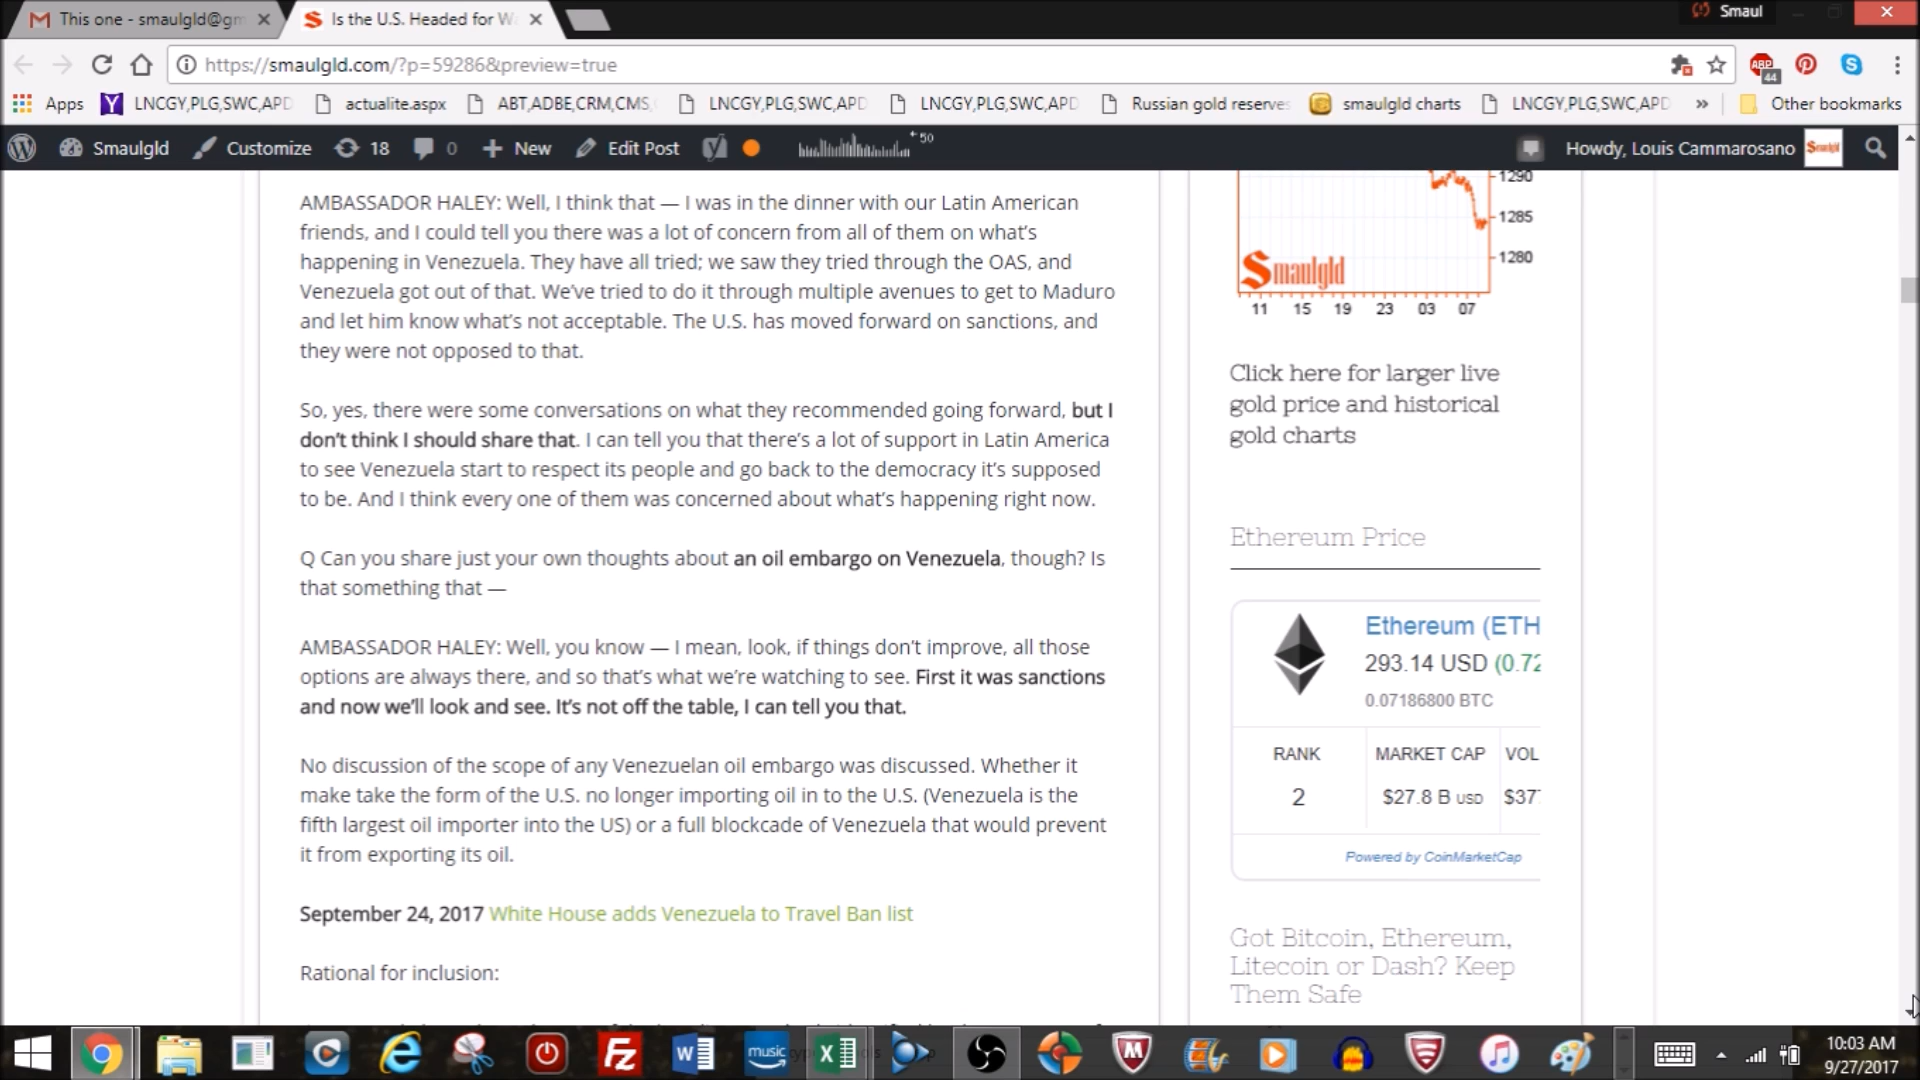 This one - smaulgld@gm
Is the U.S. Headed for W
Smaul
https://smaulgld.com/?p=59286&preview=true
ABP
44
Apps
LNCGY,PLG,SWC,APD
actualite.aspx
ABT,ADBE,CRM,CMS,
LNCGY,PLG,SWC,APD
LNCGY,PLG,SWC,APD
Russian gold reserves
smaulgld charts
LNCGY,PLG,SWC,APD
»
Other bookmarks
Smaulgld
Customize
18
0
New
Edit Post
50
Howdy, Louis Cammarosano
Smaulgld
AMBASSADOR HALEY: Well, I think that — I was in the dinner with our Latin American
friends, and I could tell you there was a lot of concern from all of them on what's
happening in Venezuela. They have all tried; we saw they tried through the OAS, and
Venezuela got out of that. We've tried to do it through multiple avenues to get to Maduro
and let him know what's not acceptable. The U.S. has moved forward on sanctions, and
they were not opposed to that.
So, yes, there were some conversations on what they recommended going forward, but I
don't think I should share that. I can tell you that there's a lot of support in Latin America
to see Venezuela start to respect its people and go back to the democracy it's supposed
to be. And I think every one of them was concerned about what's happening right now.
Q Can you share just your own thoughts about an oil embargo on Venezuela, though? Is
that something that —
AMBASSADOR HALEY: Well, you know — I mean, look, if things don't improve, all those
options are always there, and so that's what we're watching to see. First it was sanctions
and now we'll look and see. It's not off the table, I can tell you that.
No discussion of the scope of any Venezuelan oil embargo was discussed. Whether it
make take the form of the U.S. no longer importing oil in to the U.S. (Venezuela is the
fifth largest oil importer into the US) or a full blockcade of Venezuela that would prevent
it from exporting its oil.
September 24, 2017 White House adds Venezuela to Travel Ban list
Rational for inclusion:
1290
1285
1280
Smaulgld
11 15 19 23 03 07
Click here for larger live
gold price and historical
gold charts
Ethereum Price
Ethereum (ETH
293.14 USD (0.72
0.07186800 BTC
RANK
MARKET CAP
VOL
2
$27.8 B USD
$37
Powered by CoinMarketCap
Got Bitcoin, Ethereum,
Litecoin or Dash? Keep
Them Safe
music
10:03 AM
9/27/2017